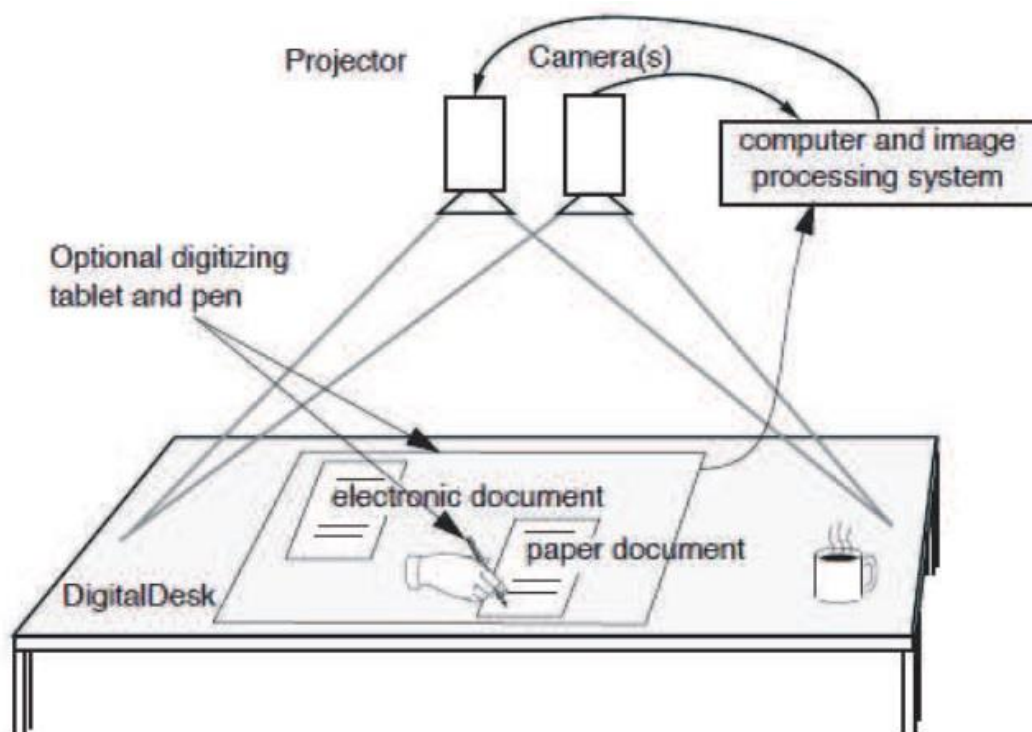 Projector
Camera(s)
computer and image
processing system
Optional digitizing
tablet and pen
electronic document
paper document
DigitalDesk